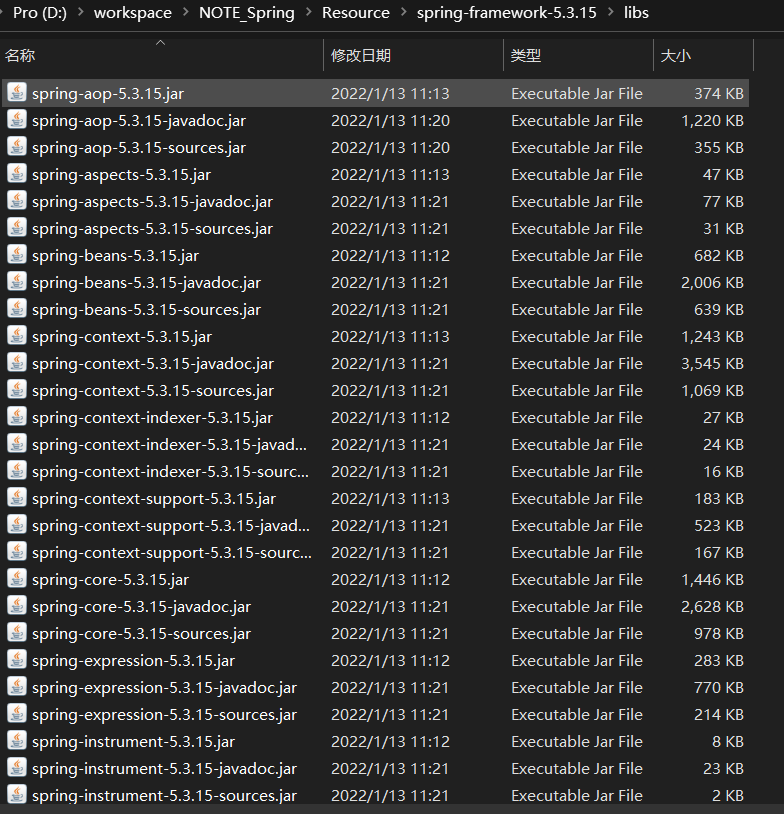 Pro (D:) > workspace > NOTE_Spring > Resource > spring-framework-5.3.15 > libs
名称 修改日期 类型 大小
spring-aop-5.3.15.jar 2022/1/13 11:13 Executable Jar File 374 KB
spring-aop-5.3.15-javadoc.jar 2022/1/13 11:20 Executable Jar File 1,220 KB
spring-aop-5.3.15-sources.jar 2022/1/13 11:20 Executable Jar File 355 KB
spring-aspects-5.3.15.jar 2022/1/13 11:13 Executable Jar File 47 KB
spring-aspects-5.3.15-javadoc.jar 2022/1/13 11:21 Executable Jar File 77 KB
spring-aspects-5.3.15-sources.jar 2022/1/13 11:21 Executable Jar File 31 KB
spring-beans-5.3.15.jar 2022/1/13 11:12 Executable Jar File 682 KB
spring-beans-5.3.15-javadoc.jar 2022/1/13 11:21 Executable Jar File 2,006 KB
spring-beans-5.3.15-sources.jar 2022/1/13 11:21 Executable Jar File 639 KB
spring-context-5.3.15.jar 2022/1/13 11:13 Executable Jar File 1,243 KB
spring-context-5.3.15-javadoc.jar 2022/1/13 11:21 Executable Jar File 3,545 KB
spring-context-5.3.15-sources.jar 2022/1/13 11:21 Executable Jar File 1,069 KB
spring-context-indexer-5.3.15.jar 2022/1/13 11:12 Executable Jar File 27 KB
spring-context-indexer-5.3.15-javad... 2022/1/13 11:21 Executable Jar File 24 KB
spring-context-indexer-5.3.15-sourc... 2022/1/13 11:21 Executable Jar File 16 KB
spring-context-support-5.3.15.jar 2022/1/13 11:13 Executable Jar File 183 KB
spring-context-support-5.3.15-javad... 2022/1/13 11:21 Executable Jar File 523 KB
spring-context-support-5.3.15-sourc... 2022/1/13 11:21 Executable Jar File 167 KB
spring-core-5.3.15.jar 2022/1/13 11:12 Executable Jar File 1,446 KB
spring-core-5.3.15-javadoc.jar 2022/1/13 11:21 Executable Jar File 2,628 KB
spring-core-5.3.15-sources.jar 2022/1/13 11:21 Executable Jar File 978 KB
spring-expression-5.3.15.jar 2022/1/13 11:12 Executable Jar File 283 KB
spring-expression-5.3.15-javadoc.jar 2022/1/13 11:21 Executable Jar File 770 KB
spring-expression-5.3.15-sources.jar 2022/1/13 11:21 Executable Jar File 214 KB
spring-instrument-5.3.15.jar 2022/1/13 11:12 Executable Jar File 8 KB
spring-instrument-5.3.15-javadoc.jar 2022/1/13 11:21 Executable Jar File 23 KB
spring-instrument-5.3.15-sources.jar 2022/1/13 11:21 Executable Jar File 2 KB